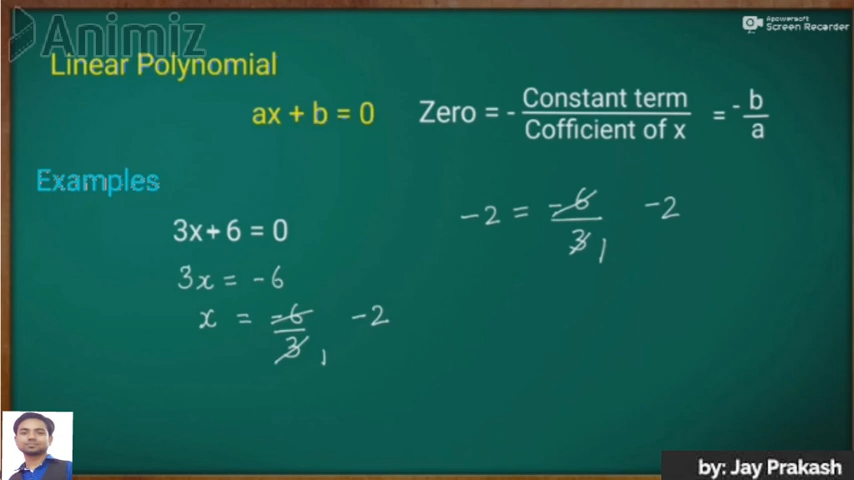 Animiz
Apowersoft
Screen Recorder
Linear Polynomial
ax + b = 0
Zero = - Constant term / Cofficient of x = - b / a
Examples
3x + 6 = 0
3x = -6
x = -6 / 3 1 -2
-2 = -6 / 3 1 -2
by: Jay Prakash